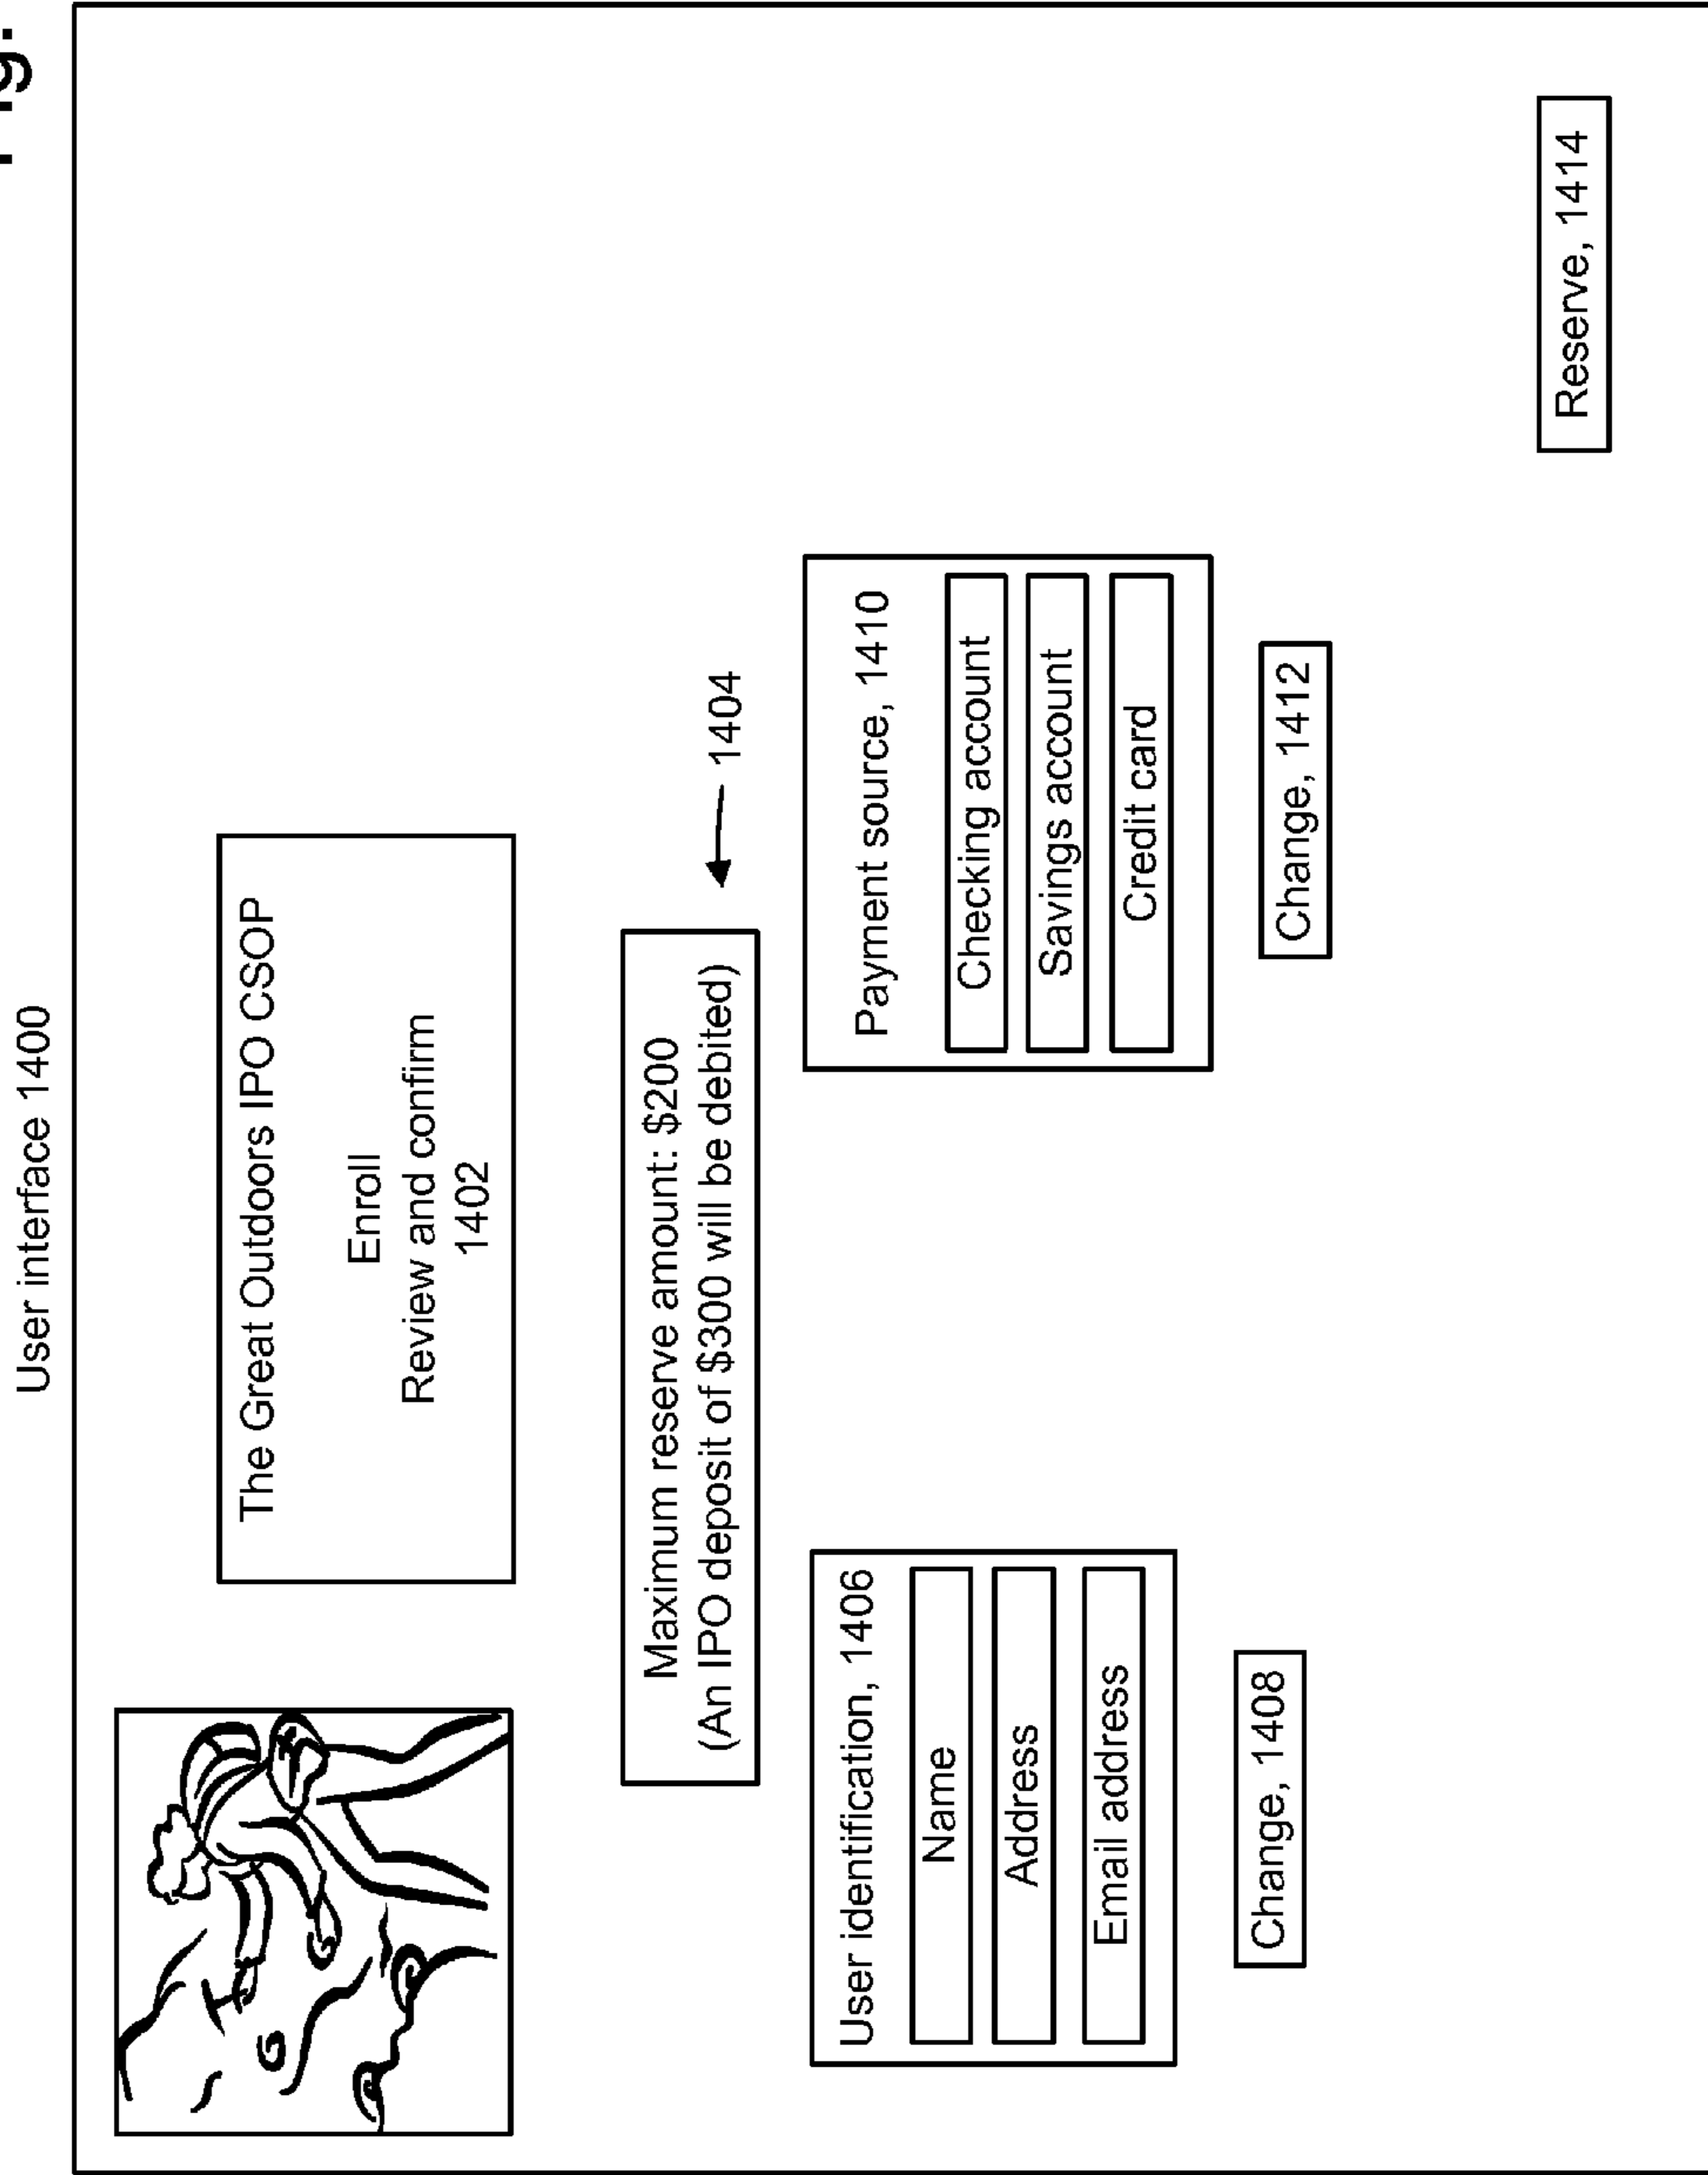 User interface 1400
The Great Outdoors IPO CSOP
Enroll
Review and confirm
1402
Maximum reserve amount: $200
(An IPO deposit of $300 will be debited)
1404
User identification, 1406
Name
Address
Email address
Change, 1408
Payment source, 1410
Checking account
Savings account
Credit card
Change, 1412
Reserve, 1414